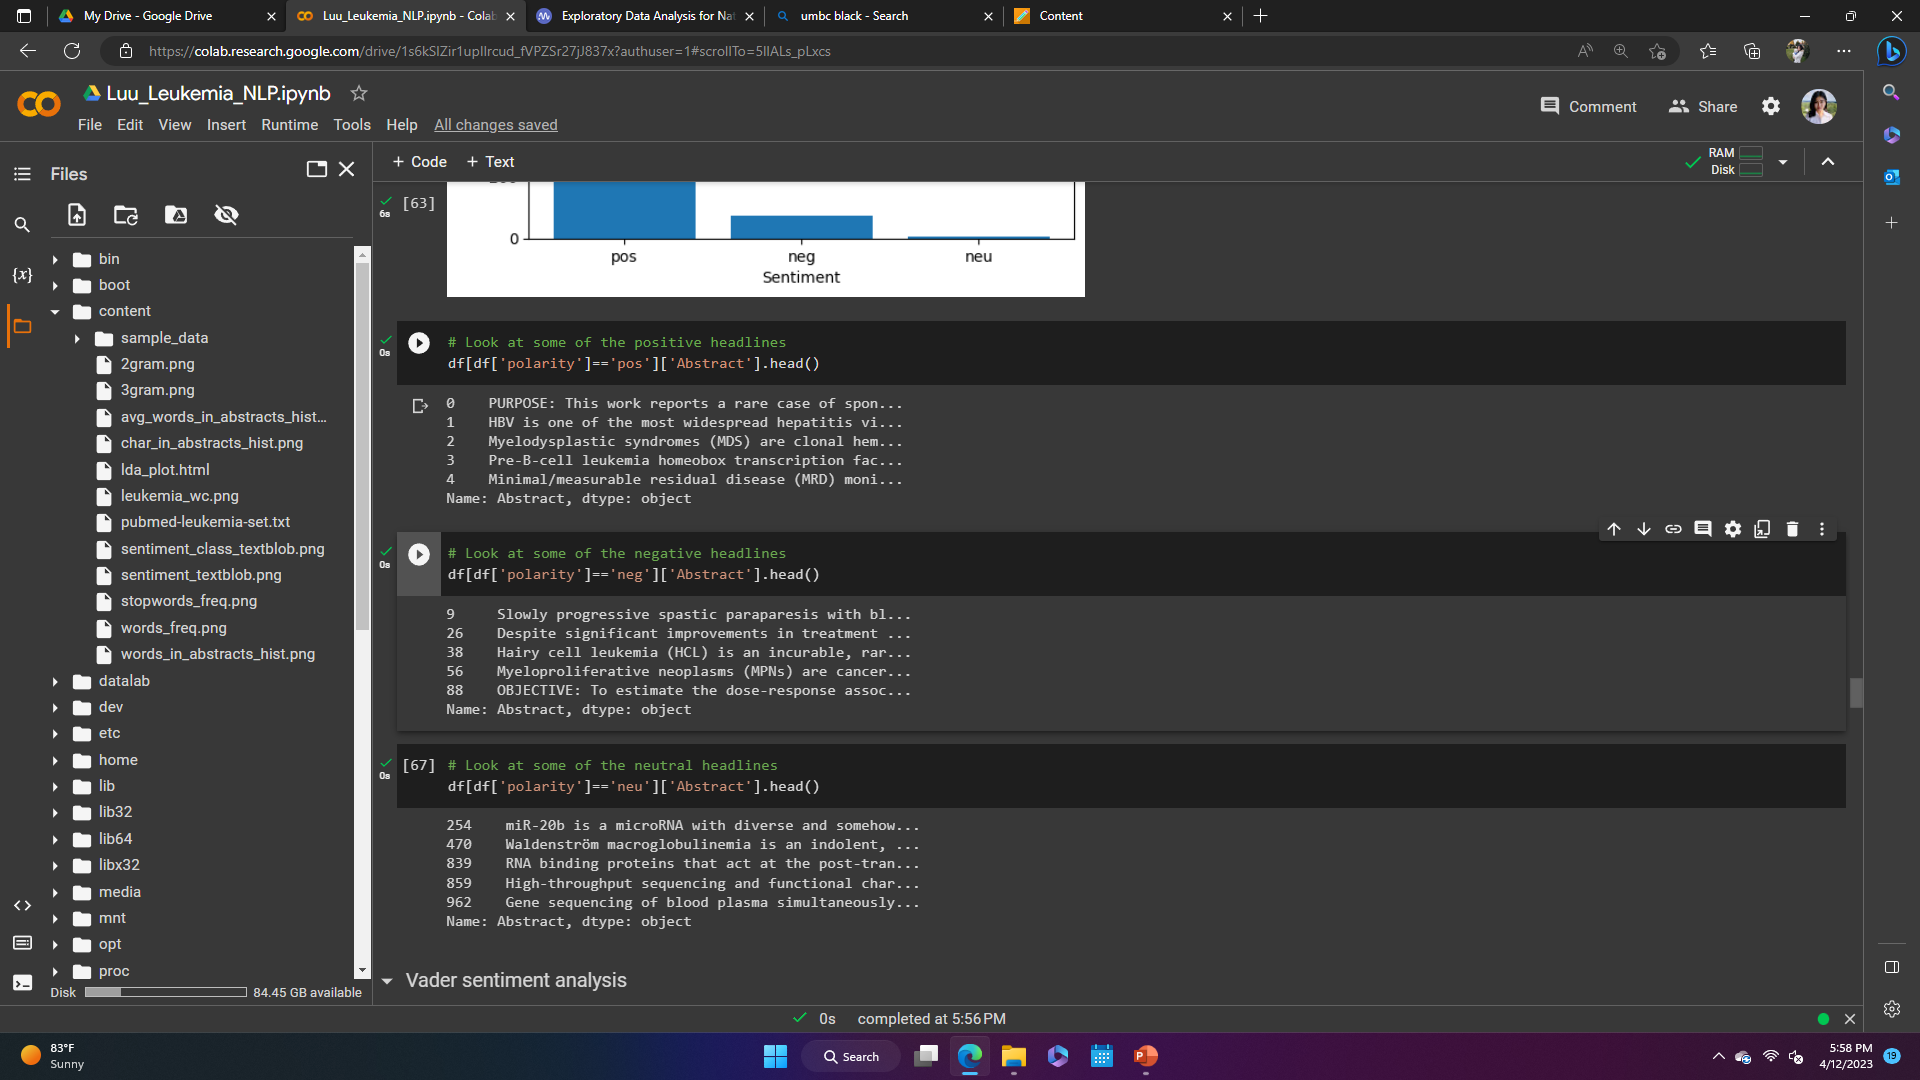 My Drive - Google Drive
Luu_Leukemia_NLP.ipynb - Colab
Exploratory Data Analysis for Nat
umbc black - Search
Content
https://colab.research.google.com/drive/
Luu_Leukemia_NLP.ipynb
File Edit View Insert Runtime Tools Help All changes saved
Comment
Share
Files
+ Code + Text
RAM
Disk
bin
boot
content
sample_data
2gram.png
3gram.png
avg_words_in_abstracts_hist...
char_in_abstracts_hist.png
lda_plot.html
leukemia_wc.png
pubmed-leukemia-set.txt
sentiment_class_textblob.png
sentiment_textblob.png
stopwords_freq.png
words_freq.png
words_in_abstracts_hist.png
datalab
dev
etc
home
lib
lib32
lib64
libx32
media
mnt
opt
proc
Disk 84.45 GB available
6s
[63]
0
pos neg neu
Sentiment
0s
# Look at some of the positive headlines
df[df['polarity']=='pos']['Abstract'].head()
0 PURPOSE: This work reports a rare case of spon...
1 HBV is one of the most widespread hepatitis vi...
2 Myelodysplastic syndromes (MDS) are clonal hem...
3 Pre-B-cell leukemia homeobox transcription fac...
4 Minimal/measurable residual disease (MRD) moni...
Name: Abstract, dtype: object
0s
# Look at some of the negative headlines
df[df['polarity']=='neg']['Abstract'].head()
9 Slowly progressive spastic paraparesis with bl...
26 Despite significant improvements in treatment ...
38 Hairy cell leukemia (HCL) is an incurable, rar...
56 Myeloproliferative neoplasms (MPNs) are cancer...
88 OBJECTIVE: To estimate the dose-response assoc...
Name: Abstract, dtype: object
0s
[67] # Look at some of the neutral headlines
df[df['polarity']=='neu']['Abstract'].head()
254 miR-20b is a microRNA with diverse and somehow...
470 Waldenström macroglobulinemia is an indolent, ...
839 RNA binding proteins that act at the post-tran...
859 High-throughput sequencing and functional char...
962 Gene sequencing of blood plasma simultaneously...
Name: Abstract, dtype: object
Vader sentiment analysis
0s completed at 5:56 PM
83°F
Sunny
Search
5:58 PM
4/12/2023
19